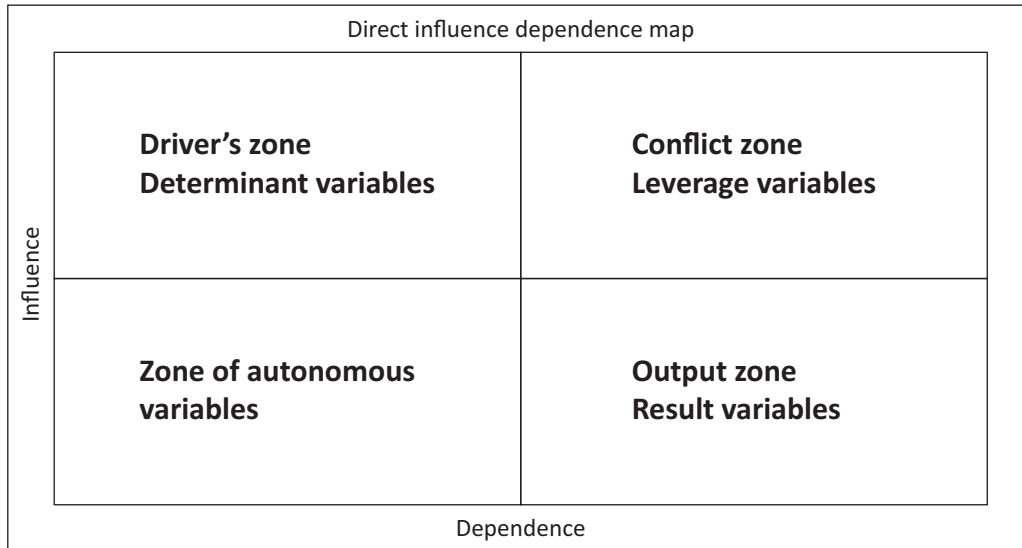 Direct influence dependence map
Driver’s zone
Determinant variables
Conflict zone
Leverage variables
Influence
Zone of autonomous
variables
Output zone
Result variables
Dependence